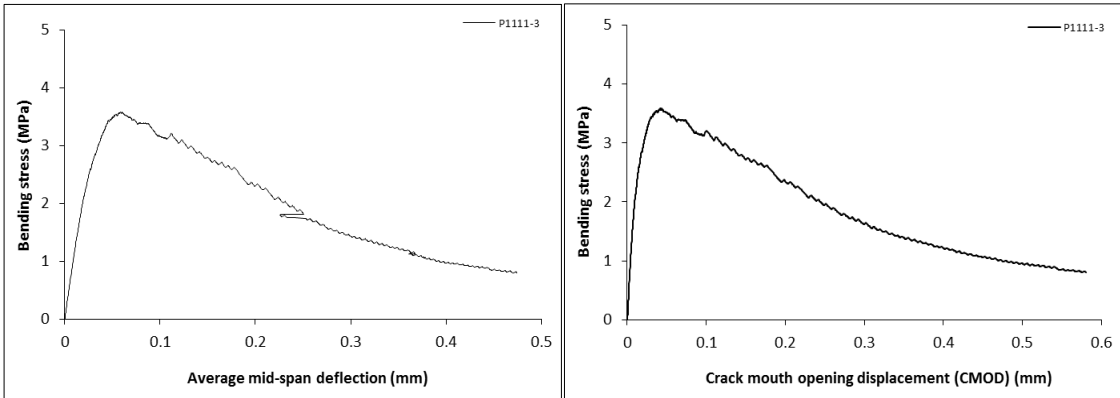 P1111-3
5
4
3
2
1
0
Bending stress (MPa)
0 0.1 0.2 0.3 0.4 0.5
Average mid-span deflection (mm)
P1111-3
5
4
3
2
1
0
Bending stress (MPa)
0 0.1 0.2 0.3 0.4 0.5 0.6
Crack mouth opening displacement (CMOD) (mm)